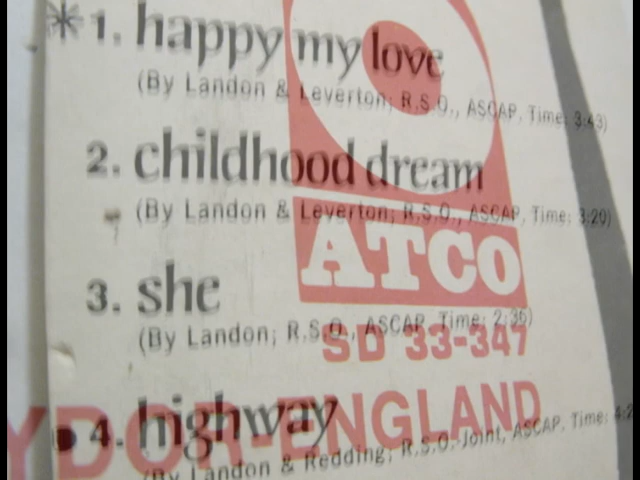 *1. happy my love
(By Landon & Leverton; R.S.O., ASCAP, Time: 3:43)
2. childhood dream
(By Landon & Leverton; R.S.O., ASCAP, Time: 3:20)
ATCO
3. she
(By Landon; R.S.O., ASCAP, Time: 2:36)
SD 33-347
4. highway
YDOR-ENGLAND
(By Landon & Redding; R.S.O.-Joint, ASCAP. Time: